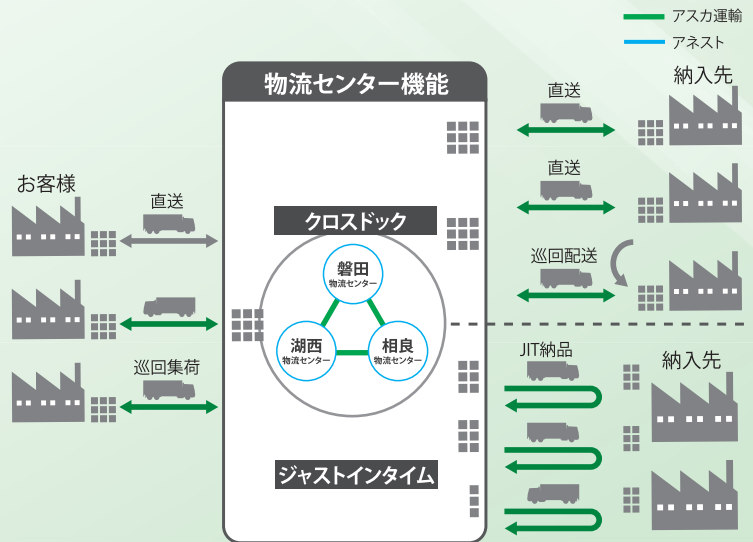 アスカ運輸
アネスト
物流センター機能
お客様
直送
巡回集荷
クロスドック
磐田
物流センター
湖西
物流センター
相良
物流センター
ジャストインタイム
直送
納入先
直送
巡回配送
JIT納品
納入先